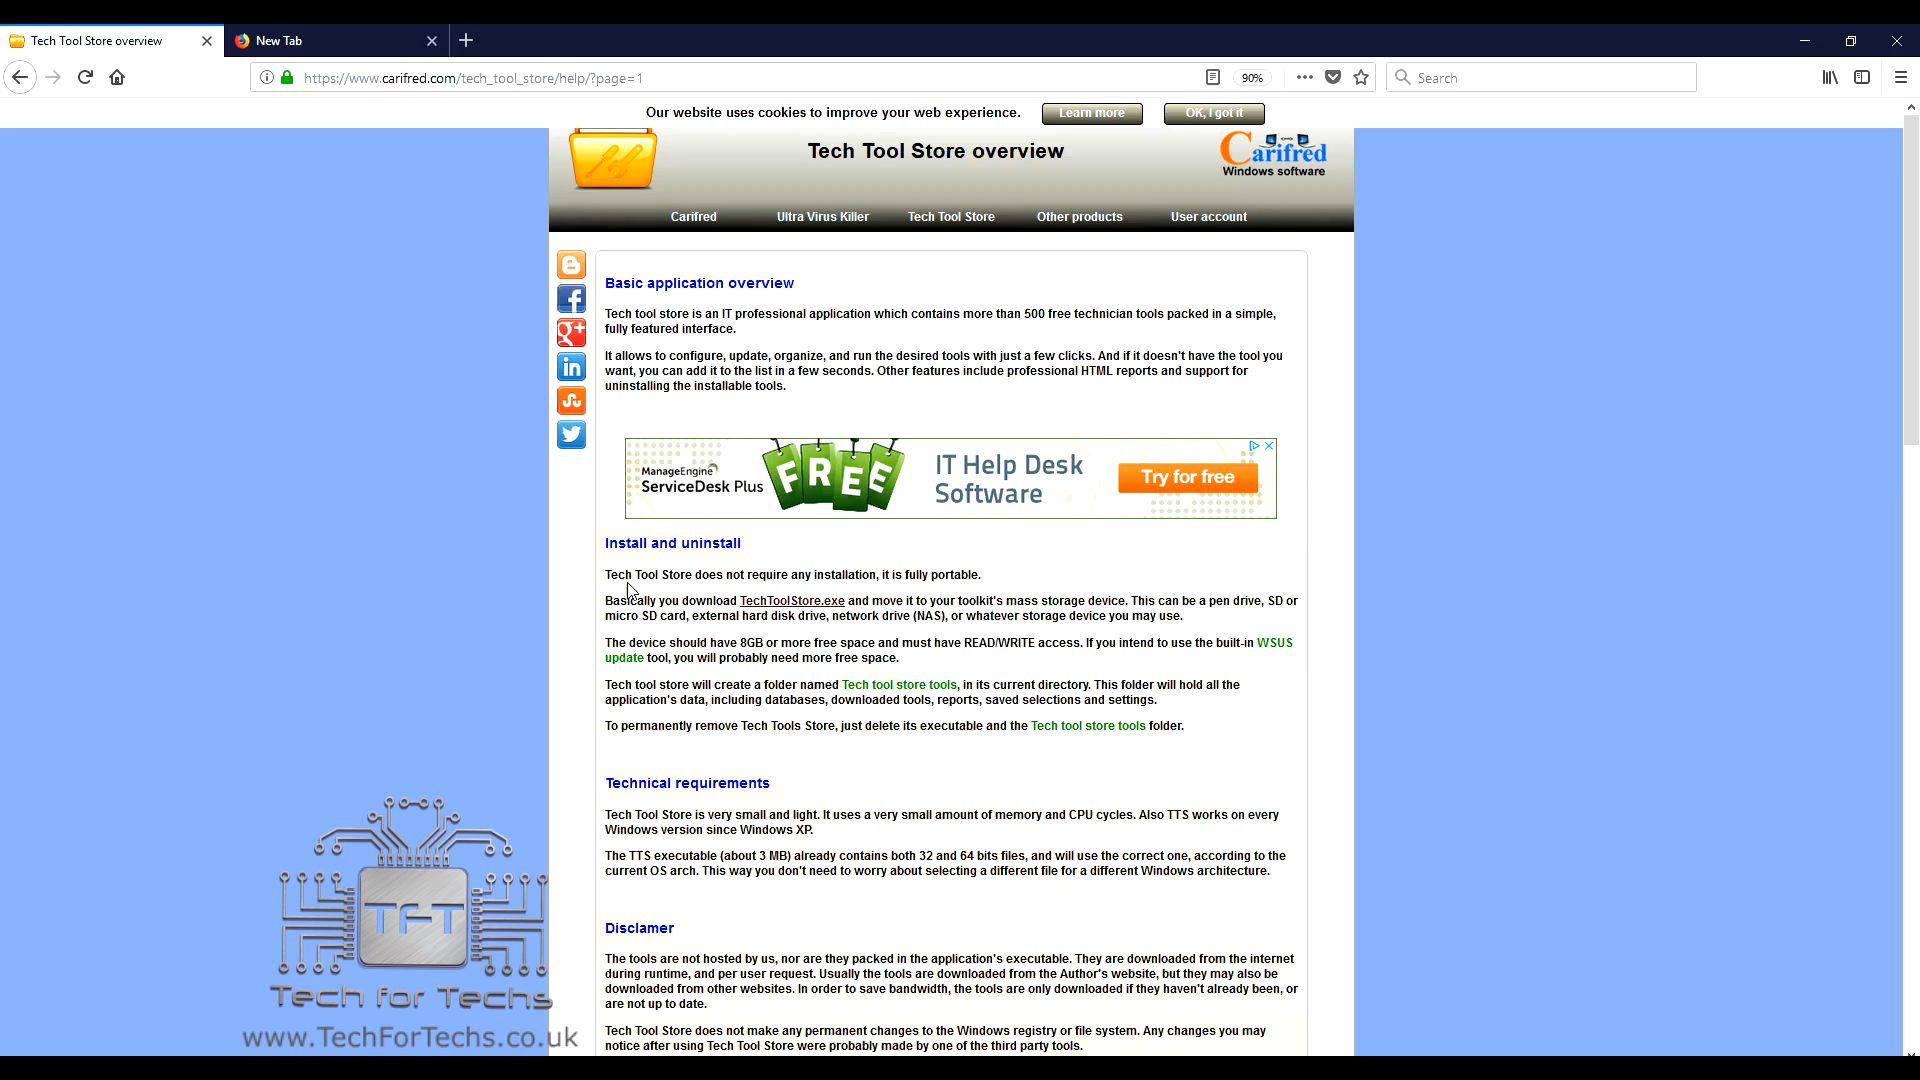 Tech Tool Store overview
New Tab
https://www.carifred.com/tech_tool_store/help/?page=1
90%
Search
Our website uses cookies to improve your web experience.
Learn more
OK, I got it
Tech Tool Store overview
Carifred
Windows software
Carifred
Ultra Virus Killer
Tech Tool Store
Other products
User account
Basic application overview
Tech tool store is an IT professional application which contains more than 500 free technician tools packed in a simple,
fully featured interface.
It allows to configure, update, organize, and run the desired tools with just a few clicks. And if it doesn't have the tool you
want, you can add it to the list in a few seconds. Other features include professional HTML reports and support for
uninstalling the installable tools.
ManageEngine
ServiceDesk Plus
FREE
IT Help Desk
Software
Try for free
Install and uninstall
Tech Tool Store does not require any installation, it is fully portable.
Basically you download TechToolStore.exe and move it to your toolkit's mass storage device. This can be a pen drive, SD or
micro SD card, external hard disk drive, network drive (NAS), or whatever storage device you may use.
The device should have 8GB or more free space and must have READ/WRITE access. If you intend to use the built-in WSUS
update tool, you will probably need more free space.
Tech tool store will create a folder named Tech tool store tools, in its current directory. This folder will hold all the
application's data, including databases, downloaded tools, reports, saved selections and settings.
To permanently remove Tech Tools Store, just delete its executable and the Tech tool store tools folder.
Technical requirements
Tech Tool Store is very small and light. It uses a very small amount of memory and CPU cycles. Also TTS works on every
Windows version since Windows XP.
The TTS executable (about 3 MB) already contains both 32 and 64 bits files, and will use the correct one, according to the
current OS arch. This way you don't need to worry about selecting a different file for a different Windows architecture.
Disclamer
The tools are not hosted by us, nor are they packed in the application's executable. They are downloaded from the internet
during runtime, and per user request. Usually the tools are downloaded from the Author's website, but they may also be
downloaded from other websites. In order to save bandwidth, the tools are only downloaded if they haven't already been, or
are not up to date.
Tech Tool Store does not make any permanent changes to the Windows registry or file system. Any changes you may
notice after using Tech Tool Store were probably made by one of the third party tools.
TFT
Tech for Techs
www.TechForTechs.co.uk